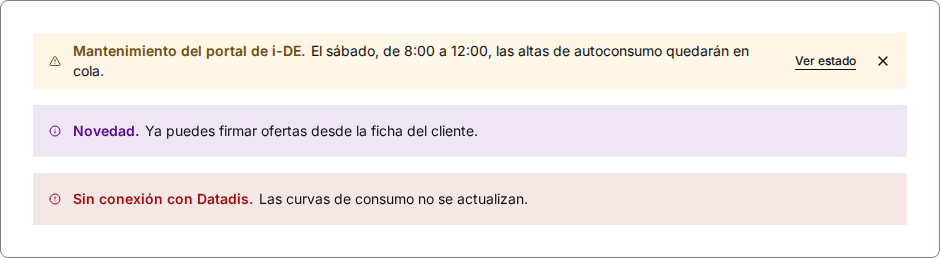 Mantenimiento del portal de i-DE. El sábado, de 8:00 a 12:00, las altas de autoconsumo quedarán en
cola.
Ver estado
Novedad. Ya puedes firmar ofertas desde la ficha del cliente.
Sin conexión con Datadis. Las curvas de consumo no se actualizan.